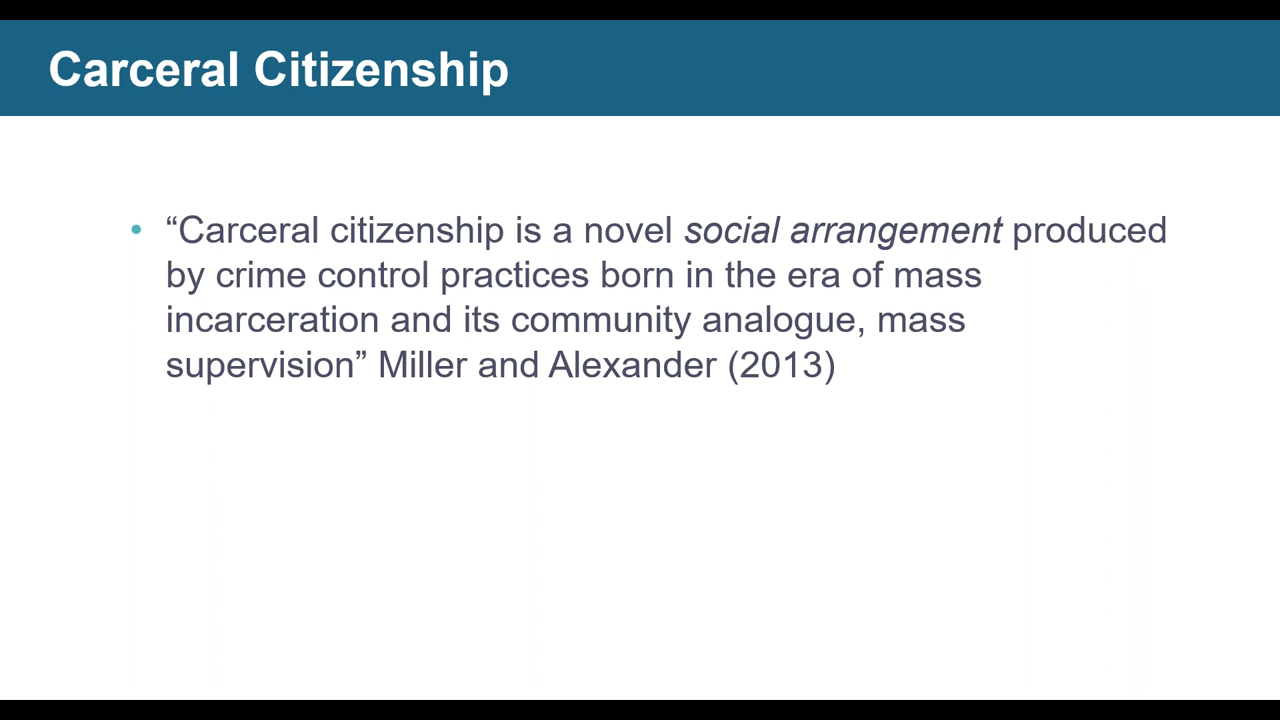 Carceral Citizenship
• “Carceral citizenship is a novel social arrangement produced
by crime control practices born in the era of mass
incarceration and its community analogue, mass
supervision” Miller and Alexander (2013)